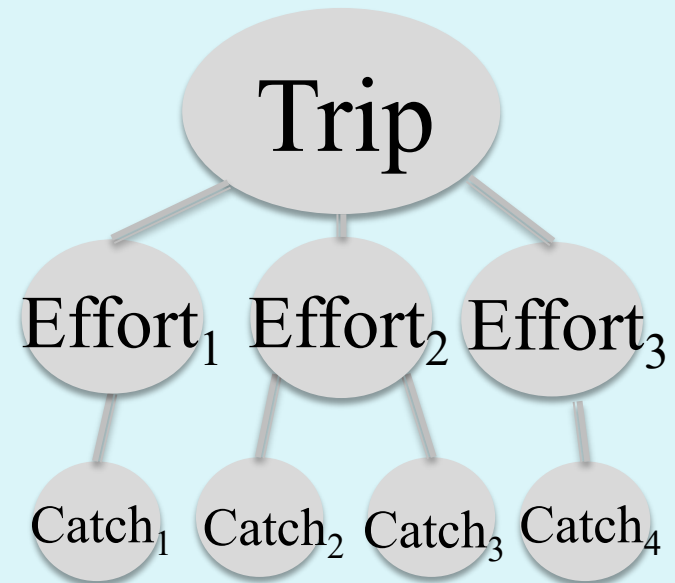 Trip
Effort₁ Effort₂ Effort₃
Catch₁ Catch₂ Catch₃ Catch₄